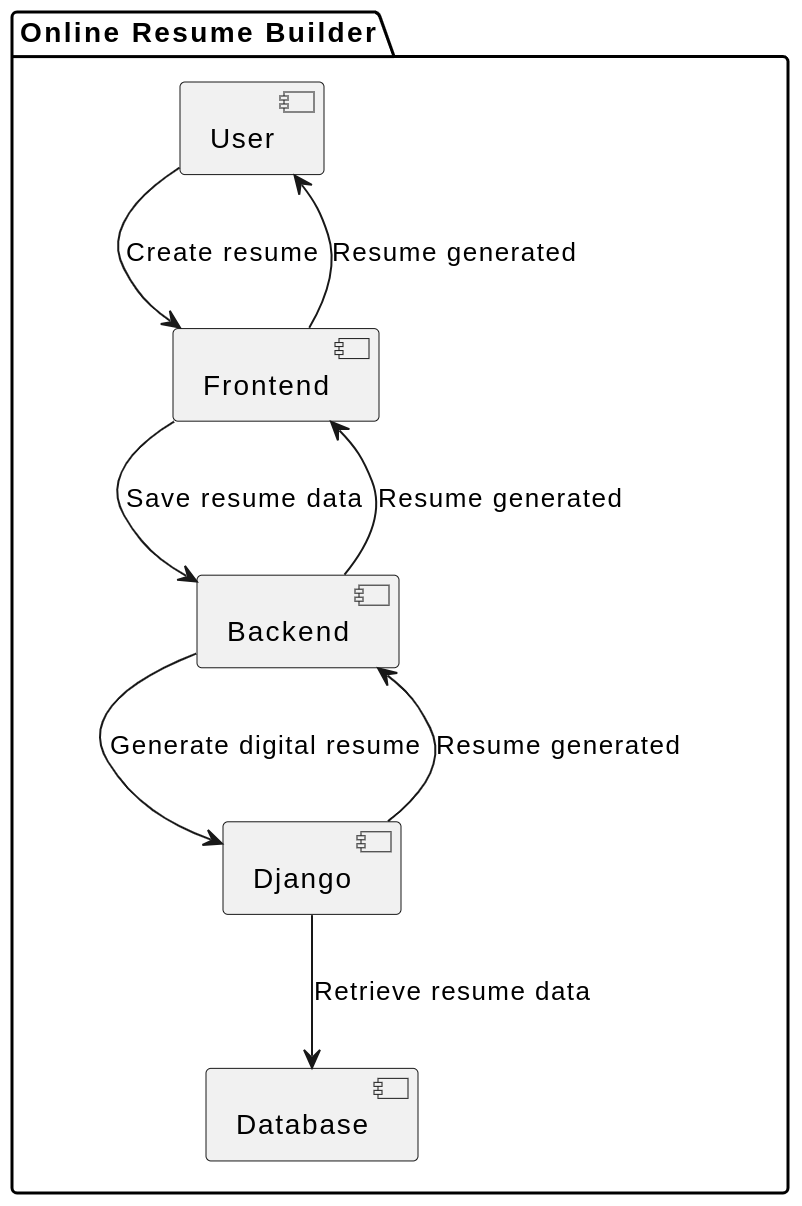 Online Resume Builder
User
Create resume
Resume generated
Frontend
Save resume data
Resume generated
Backend
Generate digital resume
Resume generated
Django
Retrieve resume data
Database